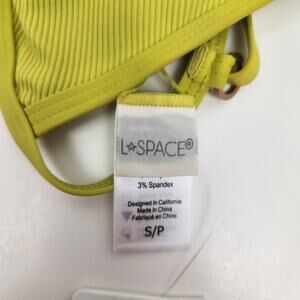 L★SPACE®
3% Spandex
Designed in California
Made in China
Fabriqué en Chine
S/P